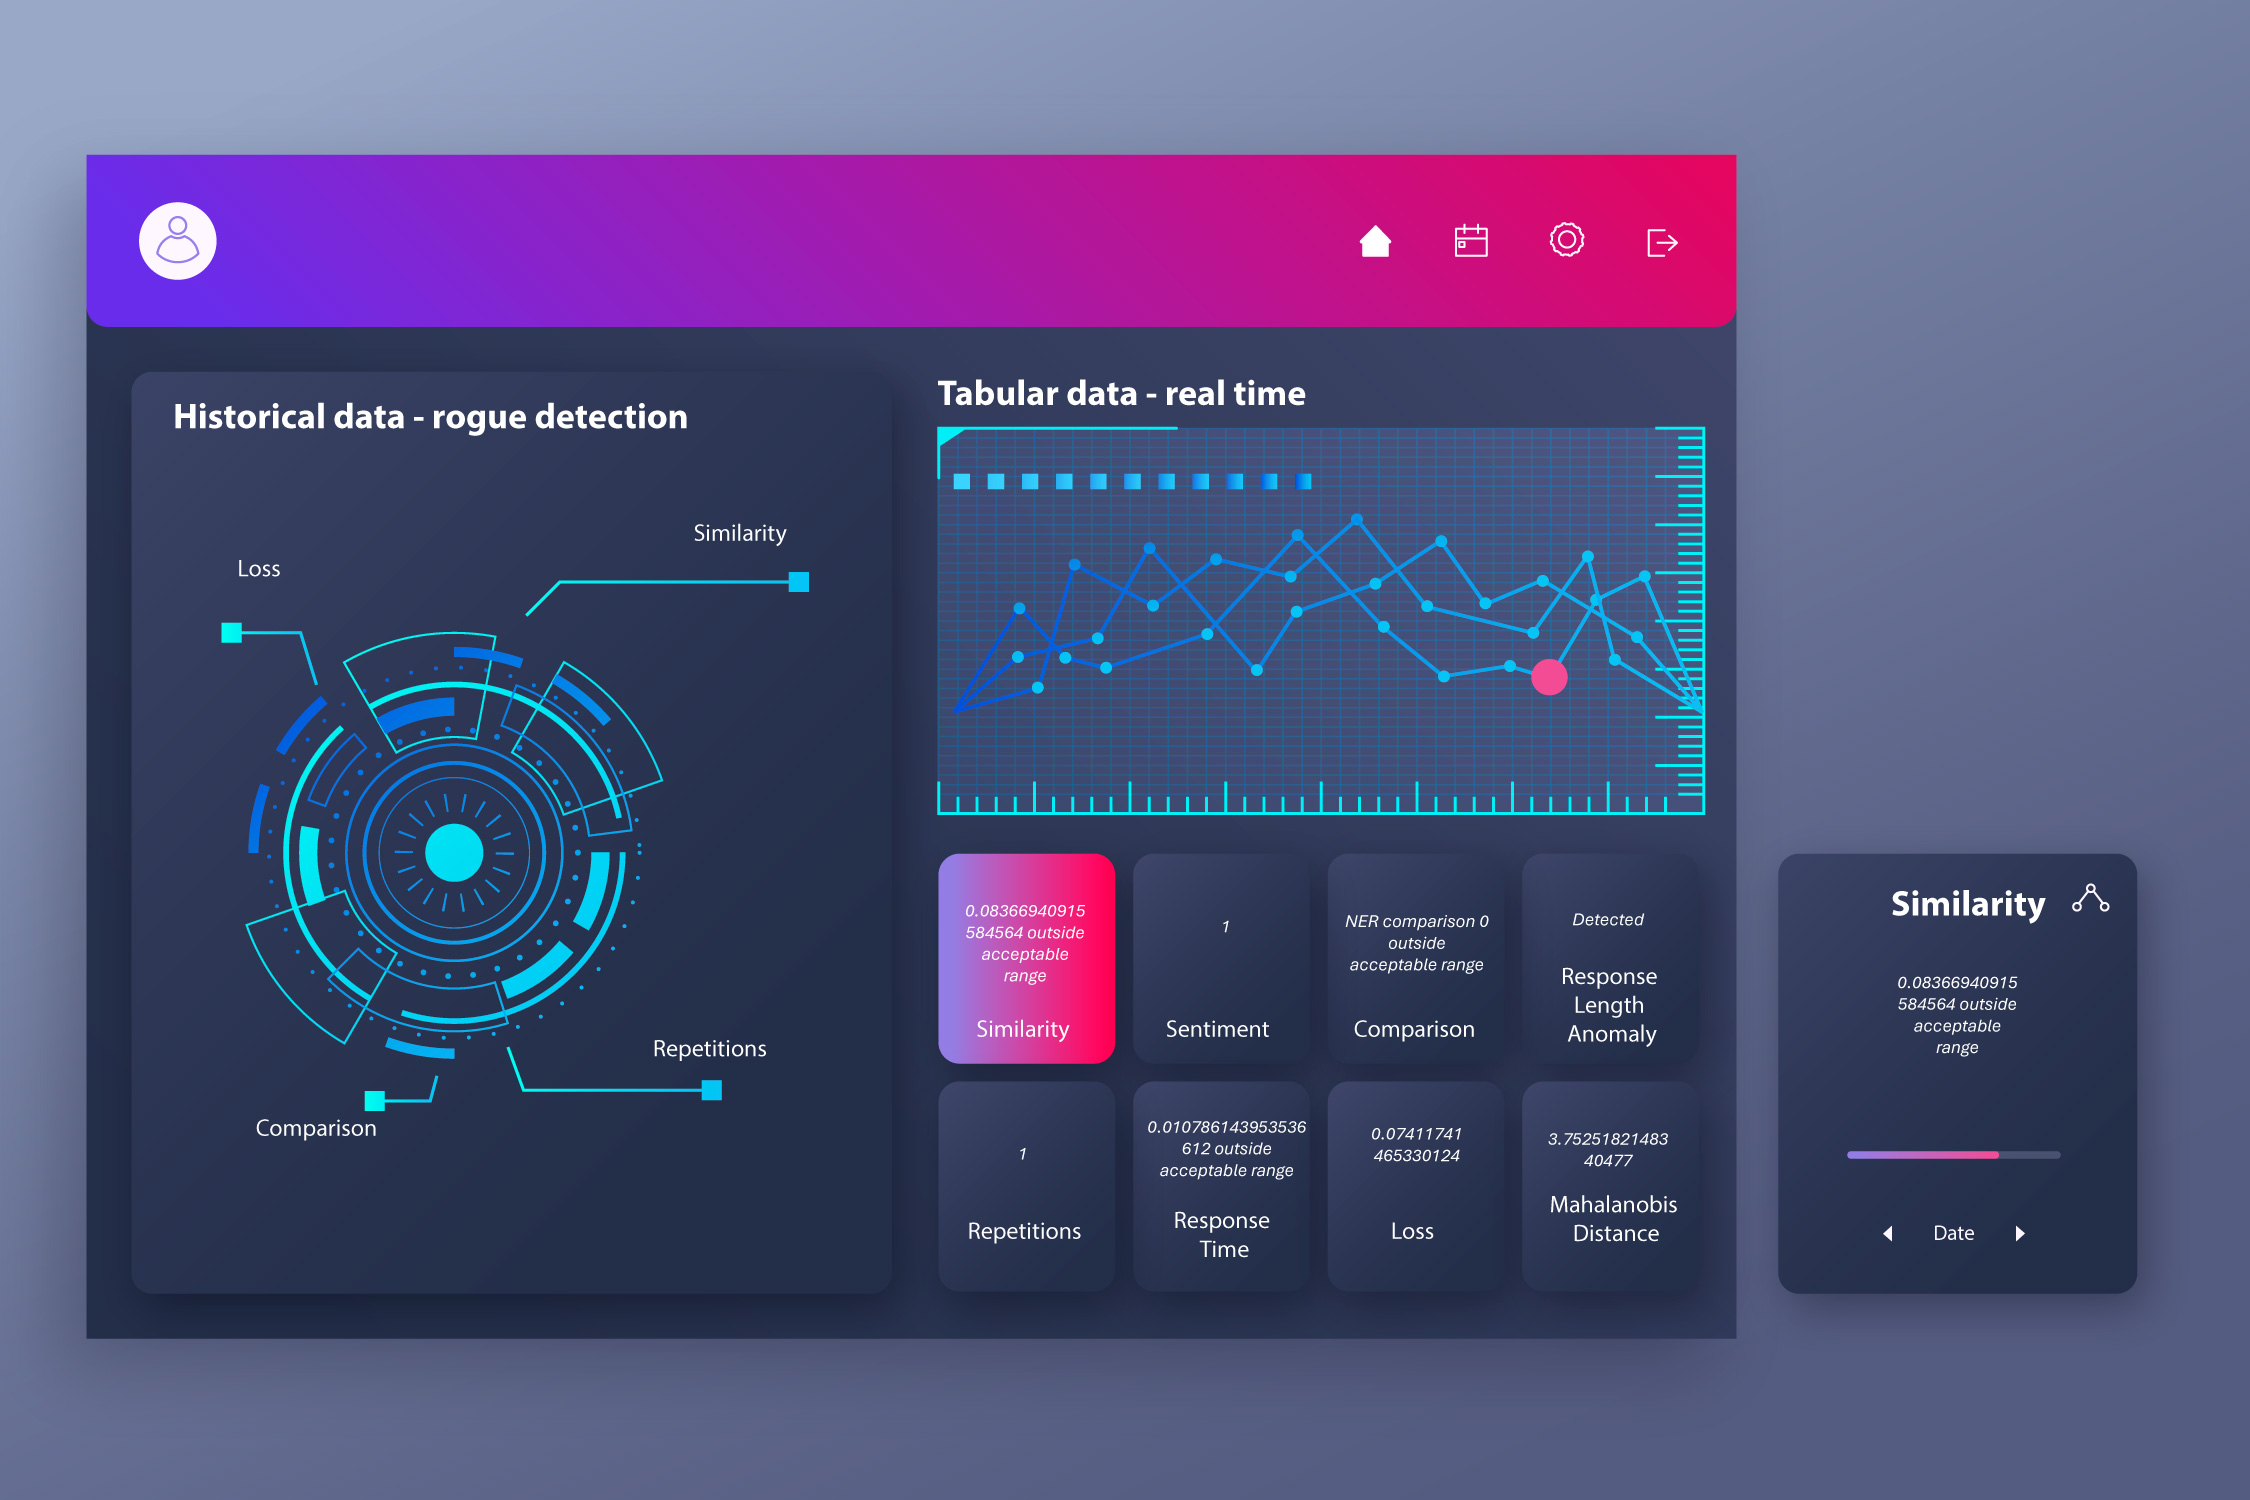 Historical data - rogue detection
Similarity
Loss
Repetitions
Comparison
Tabular data - real time
0.08366940915
584564 outside
acceptable
range
Similarity
1
Sentiment
NER comparison 0
outside
acceptable range
Comparison
Detected
Response
Length
Anomaly
1
Repetitions
0.010786143953536
612 outside
acceptable range
Response
Time
0.07411741
465330124
Loss
3.75251821483
40477
Mahalanobis
Distance
Similarity
0.08366940915
584564 outside
acceptable
range
Date